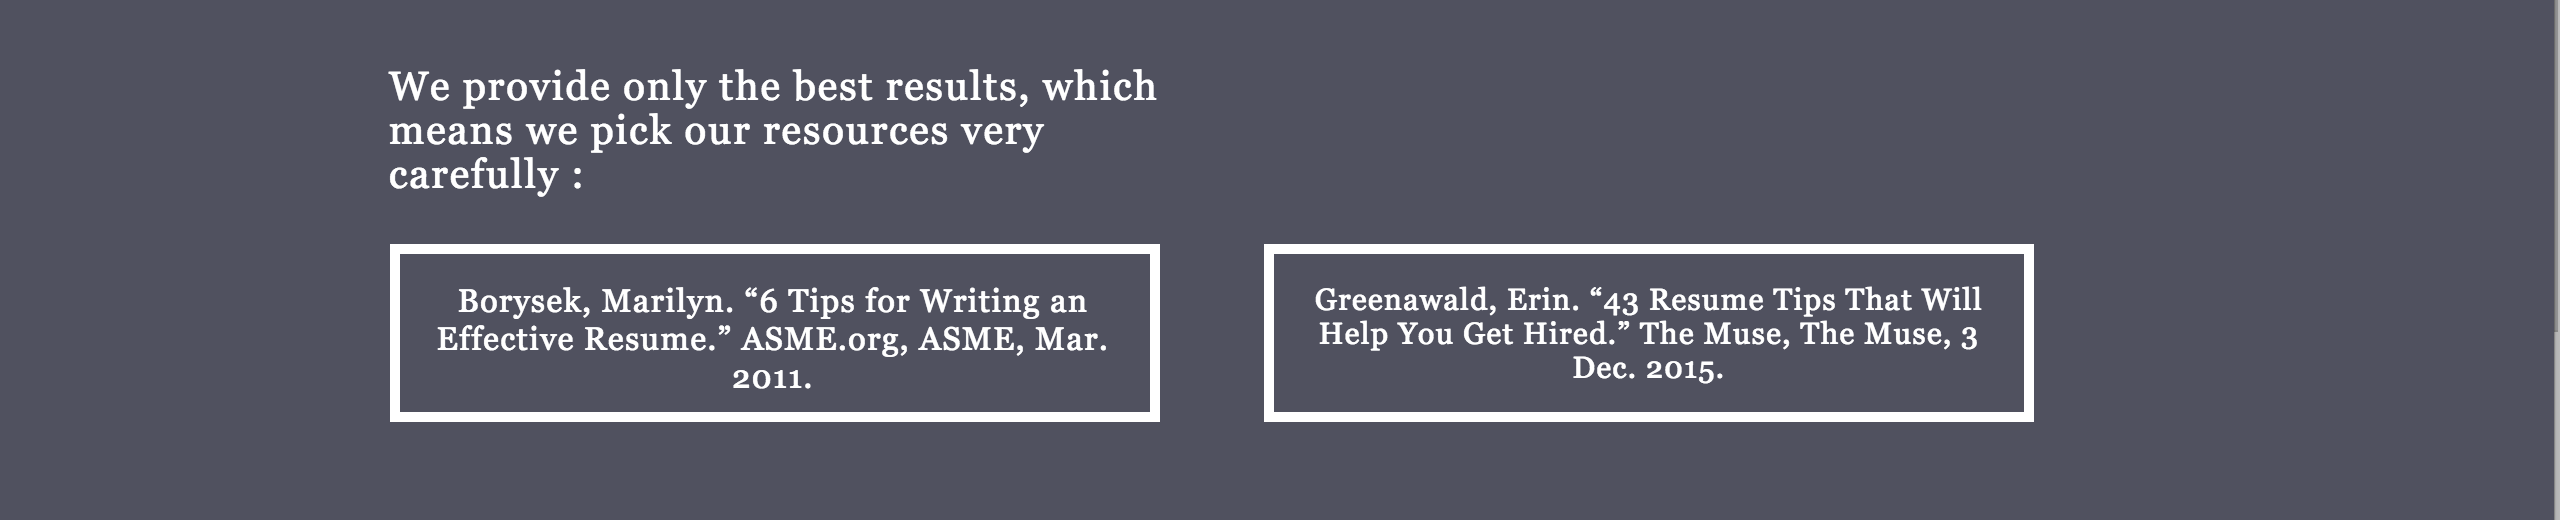 We provide only the best results, which
means we pick our resources very
carefully :
Borysek, Marilyn. “6 Tips for Writing an
Effective Resume.” ASME.org, ASME, Mar.
2011.
Greenawald, Erin. “43 Resume Tips That Will
Help You Get Hired.” The Muse, The Muse, 3
Dec. 2015.